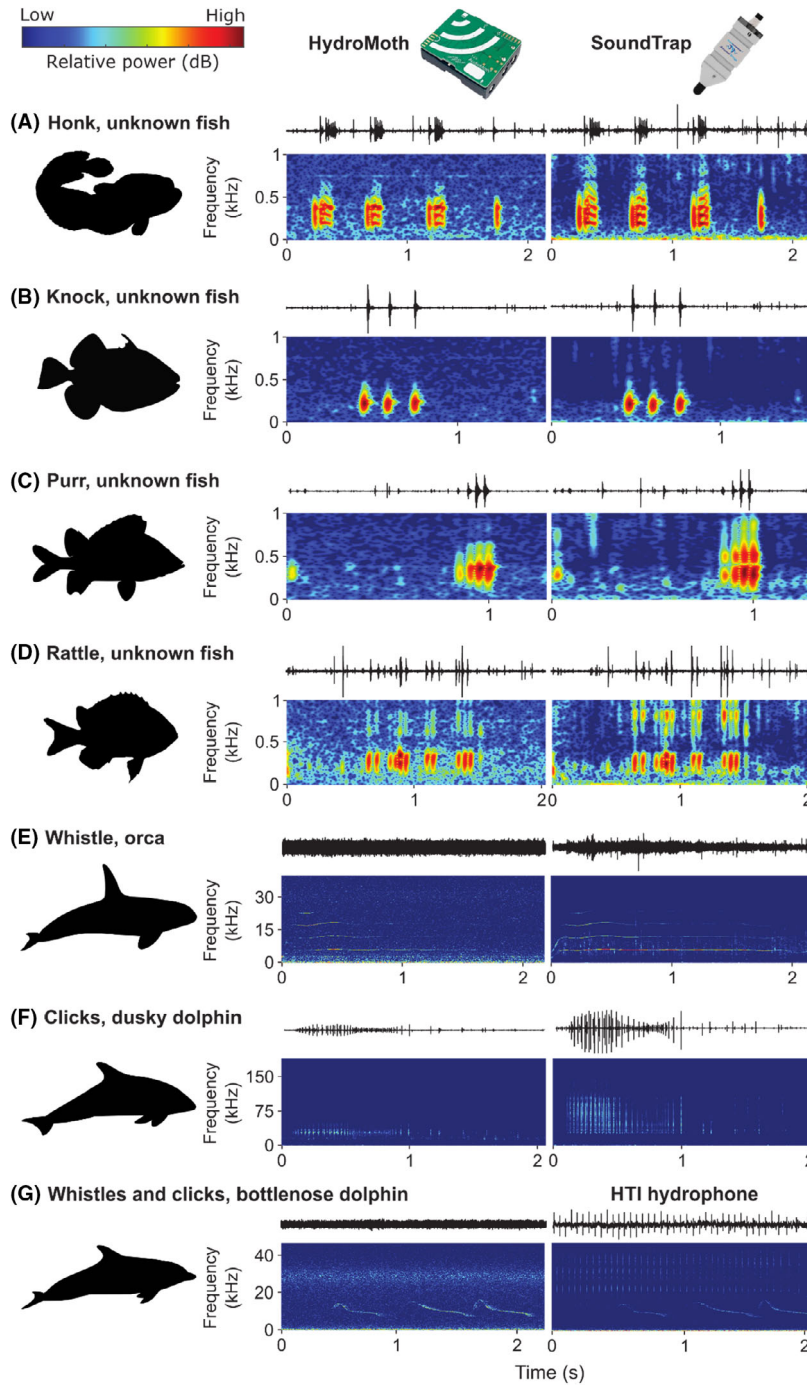 Low High
Relative power (dB)
HydroMoth SoundTrap
(A) Honk, unknown fish
Frequency
(kHz)
1
0.5
0
0 1 2 0 1 2
(B) Knock, unknown fish
Frequency
(kHz)
1
0.5
0
0 1 0 1
(C) Purr, unknown fish
Frequency
(kHz)
1
0.5
0
0 1 0 1
(D) Rattle, unknown fish
Frequency
(kHz)
1
0.5
0
0 1 20 1 20
(E) Whistle, orca
Frequency
(kHz)
30
15
0
0 1 2 0 1 2
(F) Clicks, dusky dolphin
Frequency
(kHz)
150
75
0
0 1 2 0 1 2
(G) Whistles and clicks, bottlenose dolphin HTI hydrophone
Frequency
(kHz)
40
20
0
0 1 2 0 1 2
Time (s)